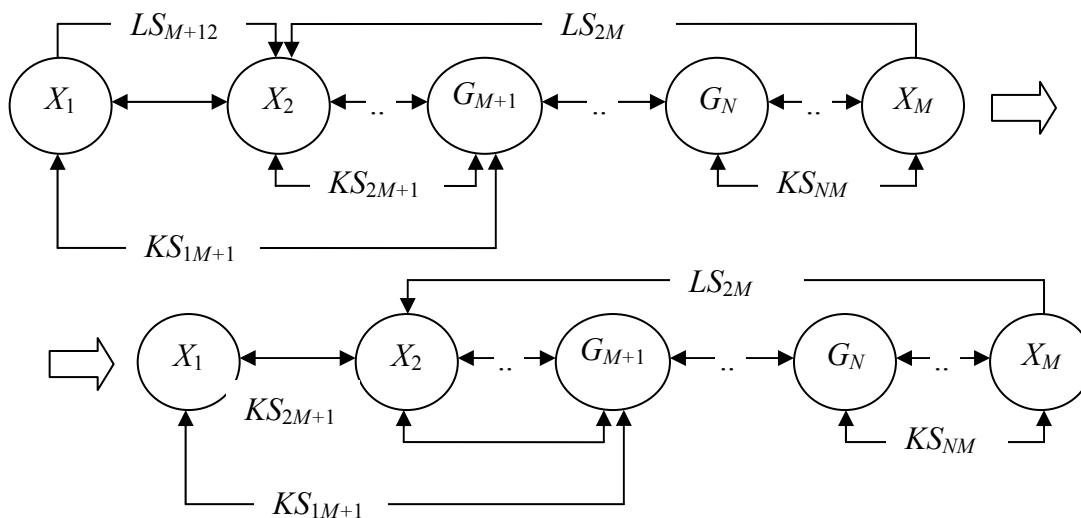 LS_{M+12} LS_{2M}
X_1 X_2 .. G_{M+1} .. G_N .. X_M
KS_{2M+1} KS_{NM}
KS_{1M+1}
LS_{2M}
X_1 X_2 .. G_{M+1} .. G_N .. X_M
KS_{2M+1} KS_{NM}
KS_{1M+1}